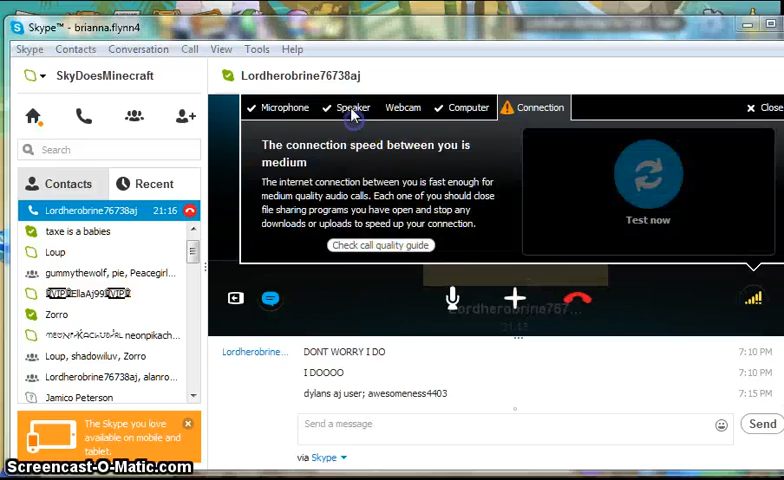 Skype™ - brianna.flynn4
Skype Contacts Conversation Call View Tools Help
SkyDoesMinecraft
Search
Contacts Recent
Lordherobrine76738aj 21:16
taxe is a babies
Loup
gummythewolf, pie, Peacegirl...
EllaAj99
Zorro
neonpikach...
Loup, shadowluv, Zorro
Lordherobrine76738aj, alanro...
Jamico Peterson
The Skype you love
available on mobile and
tablet.
Screencast-O-Matic.com
Lordherobrine76738aj
Microphone Speaker Webcam Computer Connection Close
The connection speed between you is
medium
The internet connection between you is fast enough for
medium quality audio calls. Each one of you should close
file sharing programs you have open and stop any
downloads or uploads to speed up your connection.
Check call quality guide
Test now
Lordherobrine767...
Lordherobrine... DONT WORRY I DO 7:10 PM
I DOOOO 7:10 PM
dylans aj user; awesomeness4403 7:15 PM
Send a message
Send
via Skype